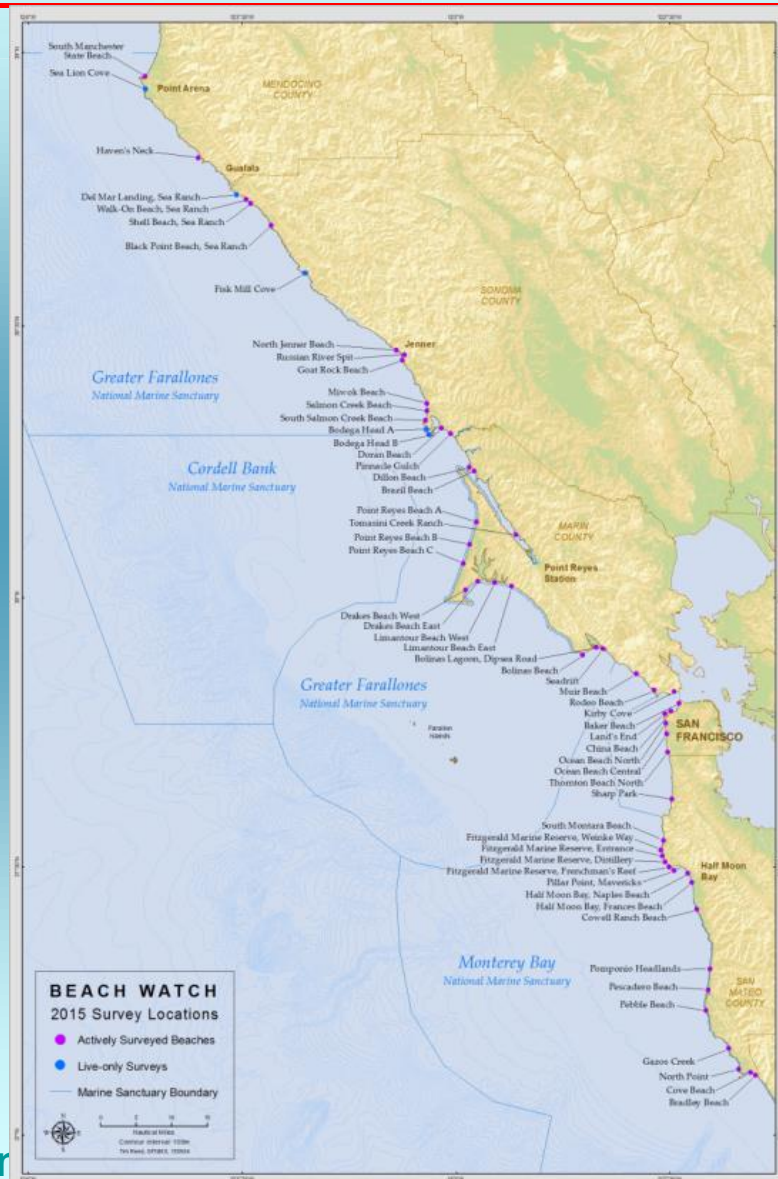 South Manchester
State Beach
Sea Lion Cove
Point Arena
MENDOCINO
COUNTY
Haven's Neck
Gualala
Del Mar Landing, Sea Ranch
Walk-On Beach, Sea Ranch
Shell Beach, Sea Ranch
Black Point Beach, Sea Ranch
Fisk Mill Cove
SONOMA
COUNTY
North Jenner Beach
Jenner
Russian River Spit
Goat Rock Beach
Greater Farallones
National Marine Sanctuary
Miwok Beach
Salmon Creek Beach
South Salmon Creek Beach
Bodega Head A
Bodega Head B
Doran Beach
Pinnacle Gulch
Dillon Beach
Brazil Beach
Cordell Bank
National Marine Sanctuary
Point Reyes Beach A
Tomasini Creek Ranch
Point Reyes Beach B
Point Reyes Beach C
MARIN
COUNTY
Point Reyes
Station
Drakes Beach West
Drakes Beach East
Limantour Beach West
Limantour Beach East
Bolinas Lagoon, Dipsea Road
Bolinas Beach
Seadrift
Muir Beach
Rodeo Beach
Kirby Cove
Baker Beach
Land's End
China Beach
Ocean Beach North
Ocean Beach Central
Thornton Beach North
Sharp Park
SAN
FRANCISCO
Greater Farallones
National Marine Sanctuary
Farallon
Islands
South Montara Beach
Fitzgerald Marine Reserve, Weinke Way
Fitzgerald Marine Reserve, Entrance
Fitzgerald Marine Reserve, Distillery
Fitzgerald Marine Reserve, Frenchman's Reef
Pillar Point, Mavericks
Half Moon Bay, Naples Beach
Half Moon Bay, Frances Beach
Cowell Ranch Beach
Half Moon
Bay
Monterey Bay
National Marine Sanctuary
Pomponio Headlands
Pescadero Beach
Pebble Beach
SAN
MATEO
COUNTY
Gazos Creek
North Point
Cove Beach
Bradley Beach
BEACH WATCH
2015 Survey Locations
Actively Surveyed Beaches
Live-only Surveys
Marine Sanctuary Boundary
N
0 5 10 15
Nautical Miles